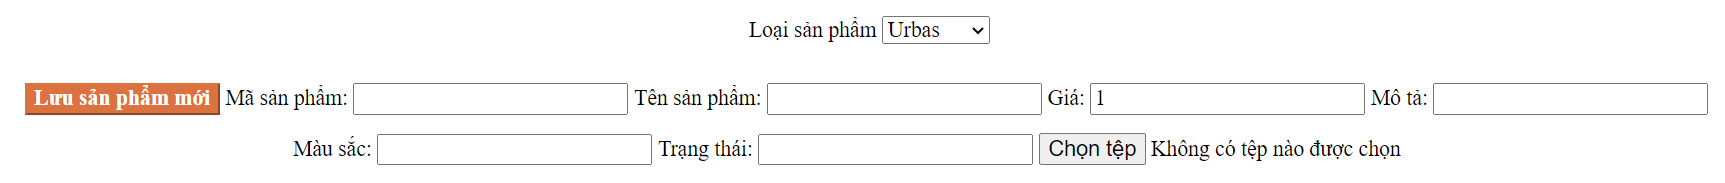 Loại sản phẩm Urbas
Lưu sản phẩm mới Mã sản phẩm: Tên sản phẩm: Giá: 1 Mô tả:
Màu sắc: Trạng thái: Chọn tệp Không có tệp nào được chọn